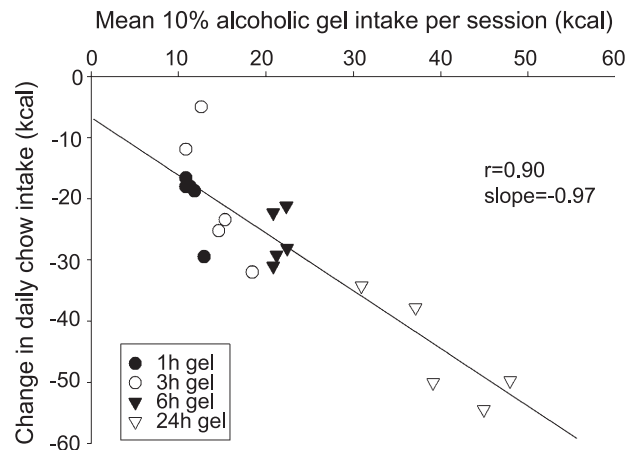 Mean 10% alcoholic gel intake per session (kcal)
0 10 20 30 40 50 60
Change in daily chow intake (kcal)
0
-10
-20
-30
-40
-50
-60
r=0.90
slope=-0.97
1h gel
3h gel
6h gel
24h gel